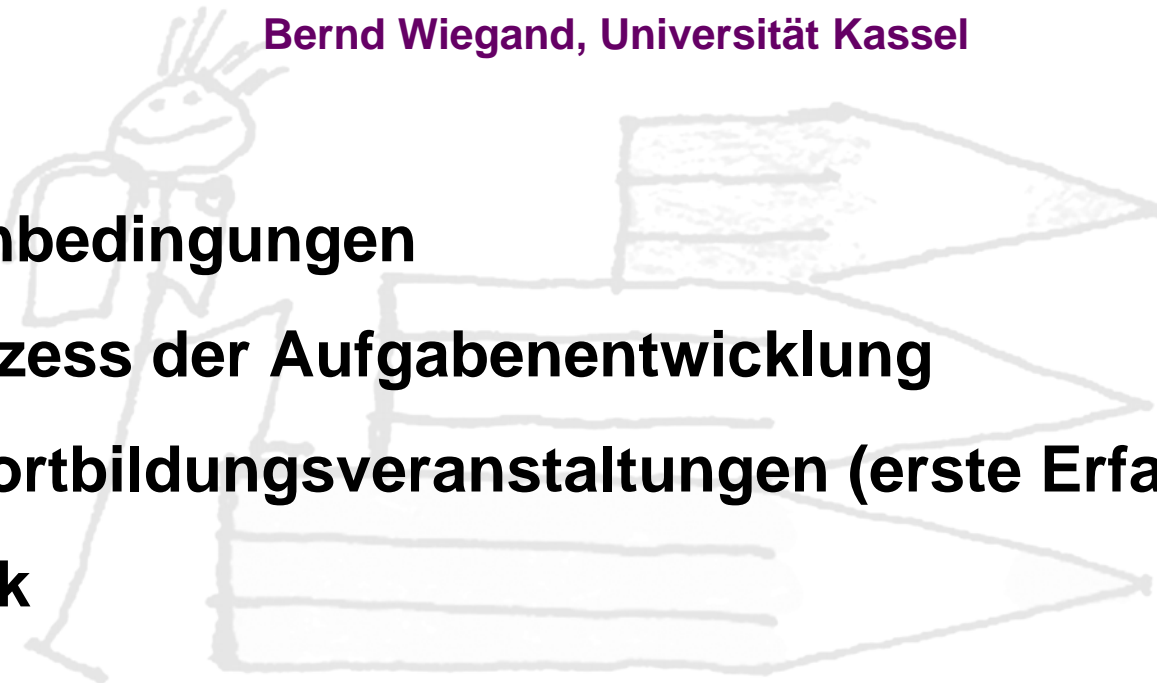 Bernd Wiegand, Universität Kassel
nbedingungen
zess der Aufgabenentwicklung
ortbildungsveranstaltungen (erste Erfa
k